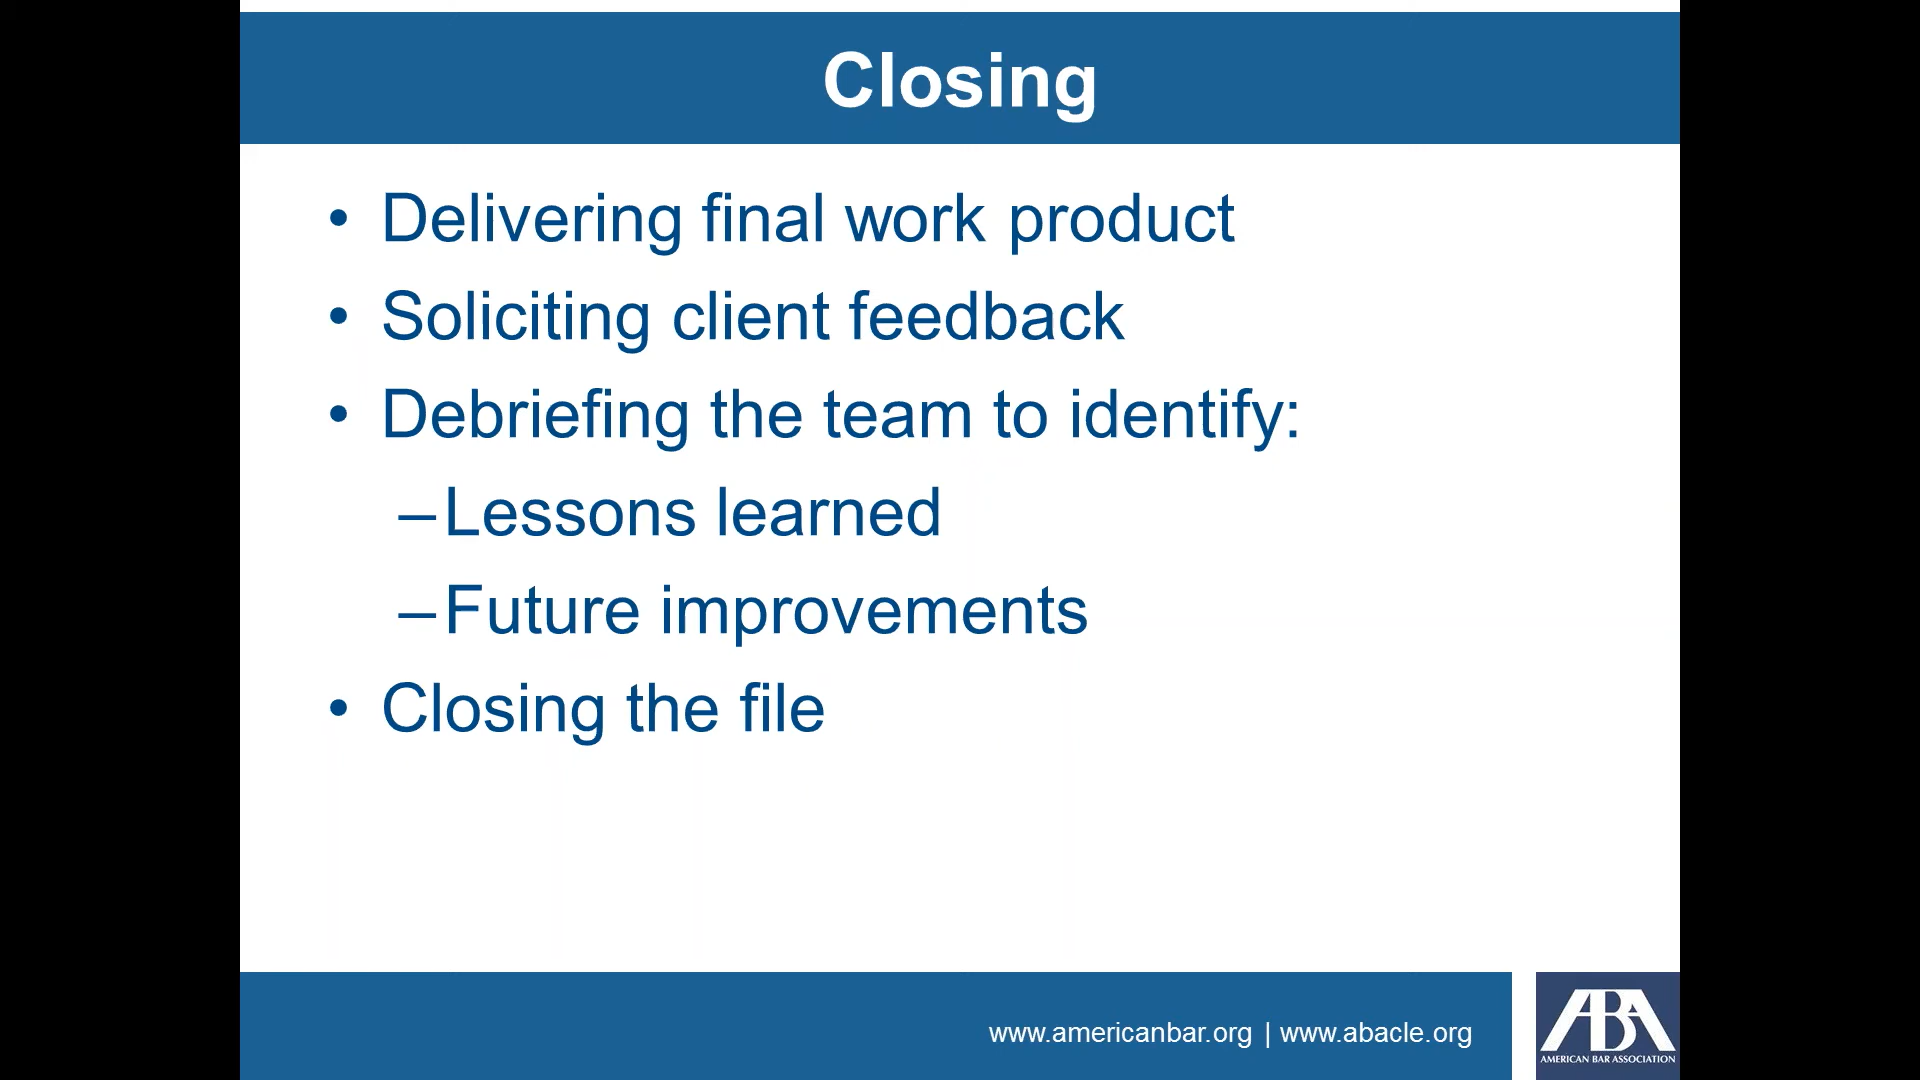 Closing
• Delivering final work product
• Soliciting client feedback
• Debriefing the team to identify:
–Lessons learned
–Future improvements
• Closing the file
www.americanbar.org | www.abacle.org
ABA
AMERICAN BAR ASSOCIATION